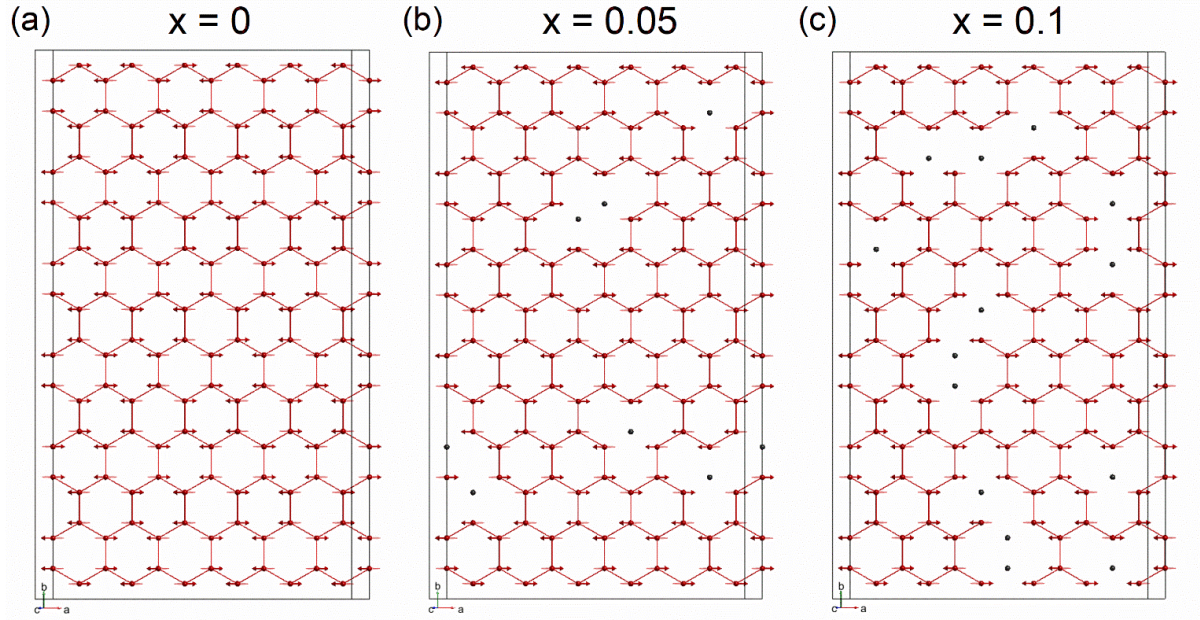 (a) x = 0
(b) x = 0.05
(c) x = 0.1
b
c a
b
c a
b
c a